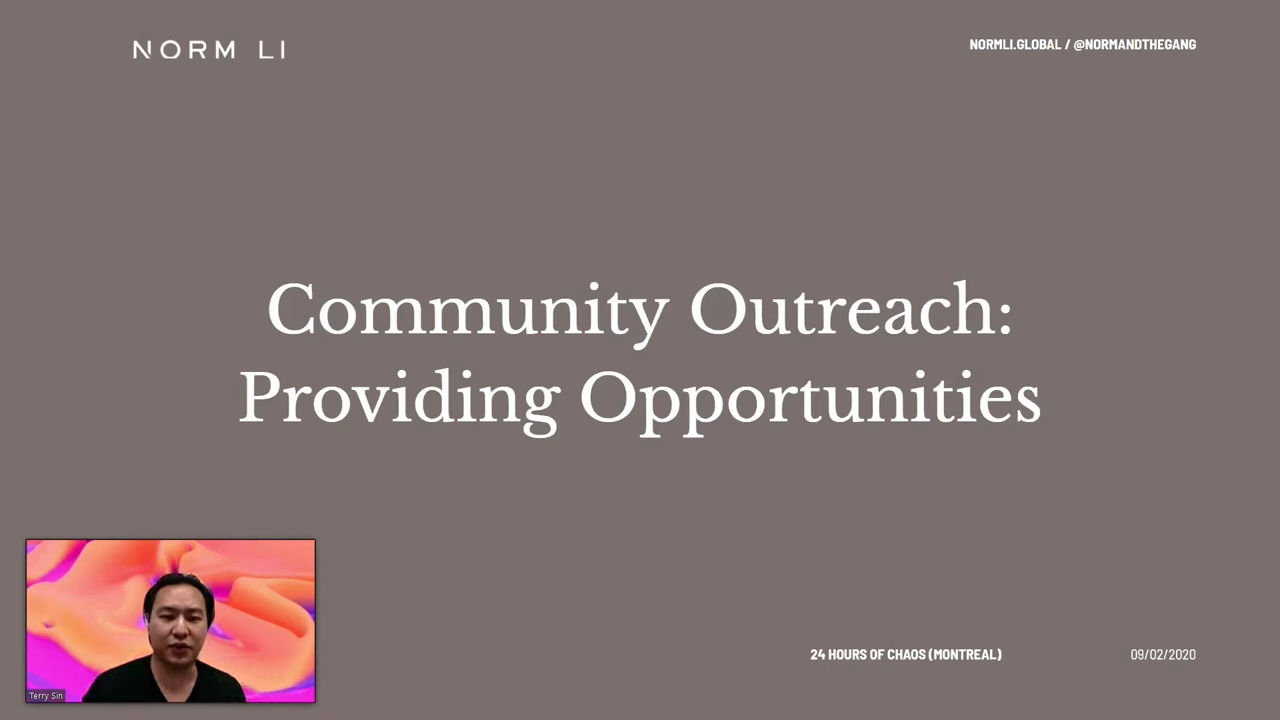 NORM LI
NORMLI.GLOBAL / @NORMANDTHEGANG
Community Outreach:
Providing Opportunities
Terry Sin
24 HOURS OF CHAOS (MONTREAL)
09/02/2020